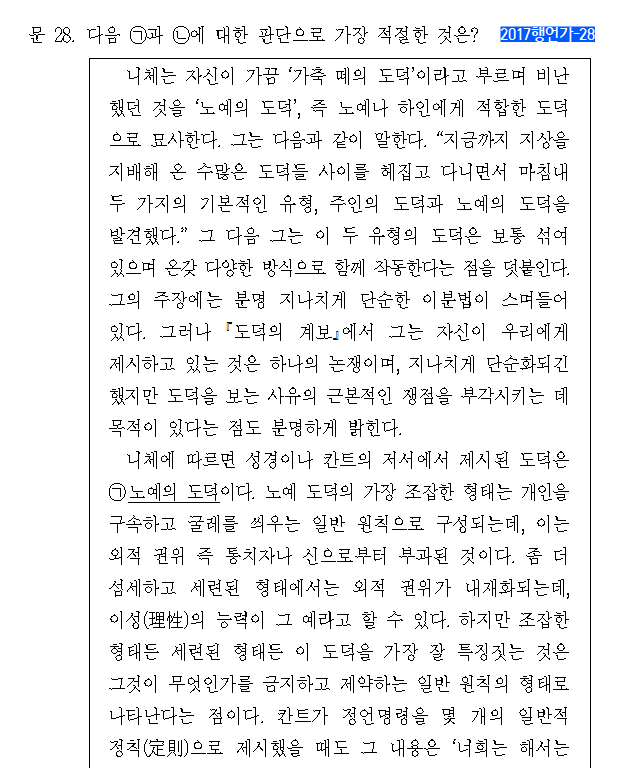 문 28. 다음 ㉠과 ㉡에 대한 판단으로 가장 적절한 것은? 2017행언가-28
니체는 자신이 가끔 ‘가축 떼의 도덕’이라고 부르며 비난
했던 것을 ‘노예의 도덕’, 즉 노예나 하인에게 적합한 도덕
으로 묘사한다. 그는 다음과 같이 말한다. “지금까지 지상을
지배해 온 수많은 도덕들 사이를 헤집고 다니면서 마침내
두 가지의 기본적인 유형, 주인의 도덕과 노예의 도덕을
발견했다.” 그 다음 그는 이 두 유형의 도덕은 보통 섞여
있으며 온갖 다양한 방식으로 함께 작동한다는 점을 덧붙인다.
그의 주장에는 분명 지나치게 단순한 이분법이 스며들어
있다. 그러나 『도덕의 계보』에서 그는 자신이 우리에게
제시하고 있는 것은 하나의 논쟁이며, 지나치게 단순화되긴
했지만 도덕을 보는 사유의 근본적인 쟁점을 부각시키는 데
목적이 있다는 점도 분명하게 밝힌다.
니체에 따르면 성경이나 칸트의 저서에서 제시된 도덕은
㉠노예의 도덕이다. 노예 도덕의 가장 조잡한 형태는 개인을
구속하고 굴레를 씌우는 일반 원칙으로 구성되는데, 이는
외적 권위 즉 통치자나 신으로부터 부과된 것이다. 좀 더
섬세하고 세련된 형태에서는 외적 권위가 내재화되는데,
이성(理性)의 능력이 그 예라고 할 수 있다. 하지만 조잡한
형태든 세련된 형태든 이 도덕을 가장 잘 특징짓는 것은
그것이 무엇인가를 금지하고 제약하는 일반 원칙의 형태로
나타난다는 점이다. 칸트가 정언명령을 몇 개의 일반적
정칙(定則)으로 제시했을 때도 그 내용은 ‘너희는 해서는